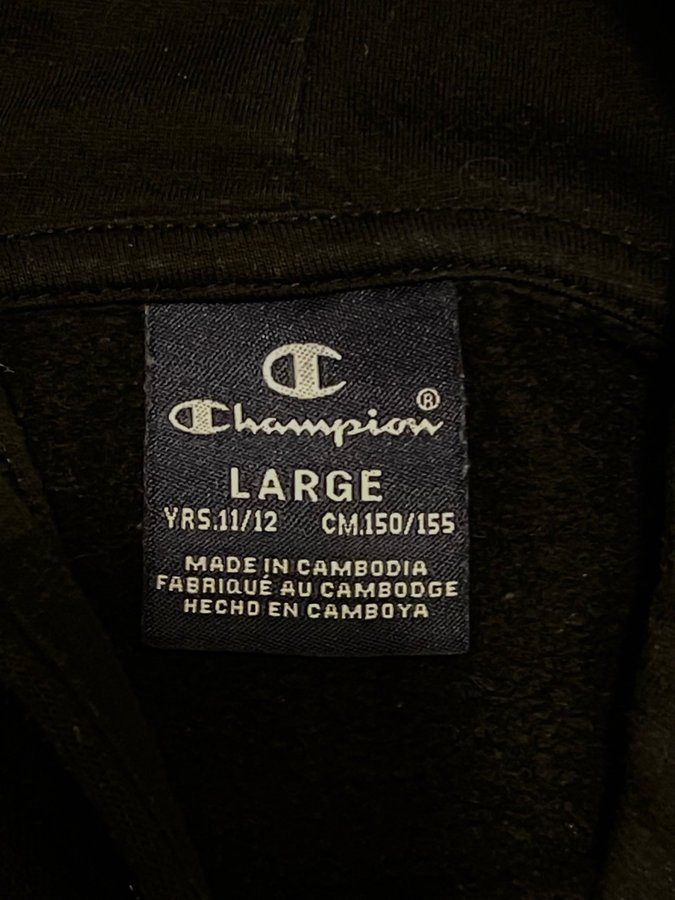 C
Champion®
LARGE
YRS.11/12 CM.150/155
MADE IN CAMBODIA
FABRIQUÉ AU CAMBODGE
HECHO EN CAMBOYA